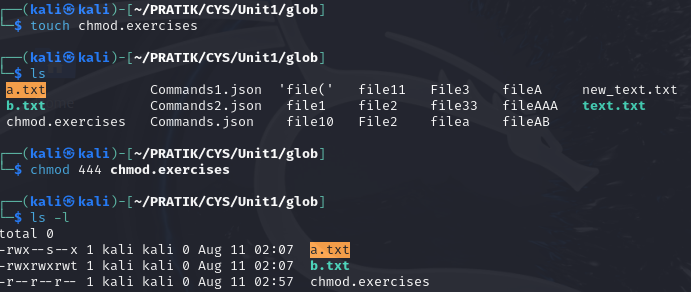 ┌──(kali㉿kali)-[~/PRATIK/CYS/Unit1/glob]
└─$ touch chmod.exercises
┌──(kali㉿kali)-[~/PRATIK/CYS/Unit1/glob]
└─$ ls
a.txt Commands1.json 'file(' file11 File3 fileA new_text.txt
b.txt Commands2.json file1 file2 file33 fileAAA text.txt
chmod.exercises Commands.json file10 File2 filea fileAB
┌──(kali㉿kali)-[~/PRATIK/CYS/Unit1/glob]
└─$ chmod 444 chmod.exercises
┌──(kali㉿kali)-[~/PRATIK/CYS/Unit1/glob]
└─$ ls -l
total 0
-rwx--s--x 1 kali kali 0 Aug 11 02:07 a.txt
-rwxrwxrwt 1 kali kali 0 Aug 11 02:07 b.txt
-r--r--r-- 1 kali kali 0 Aug 11 02:57 chmod.exercises